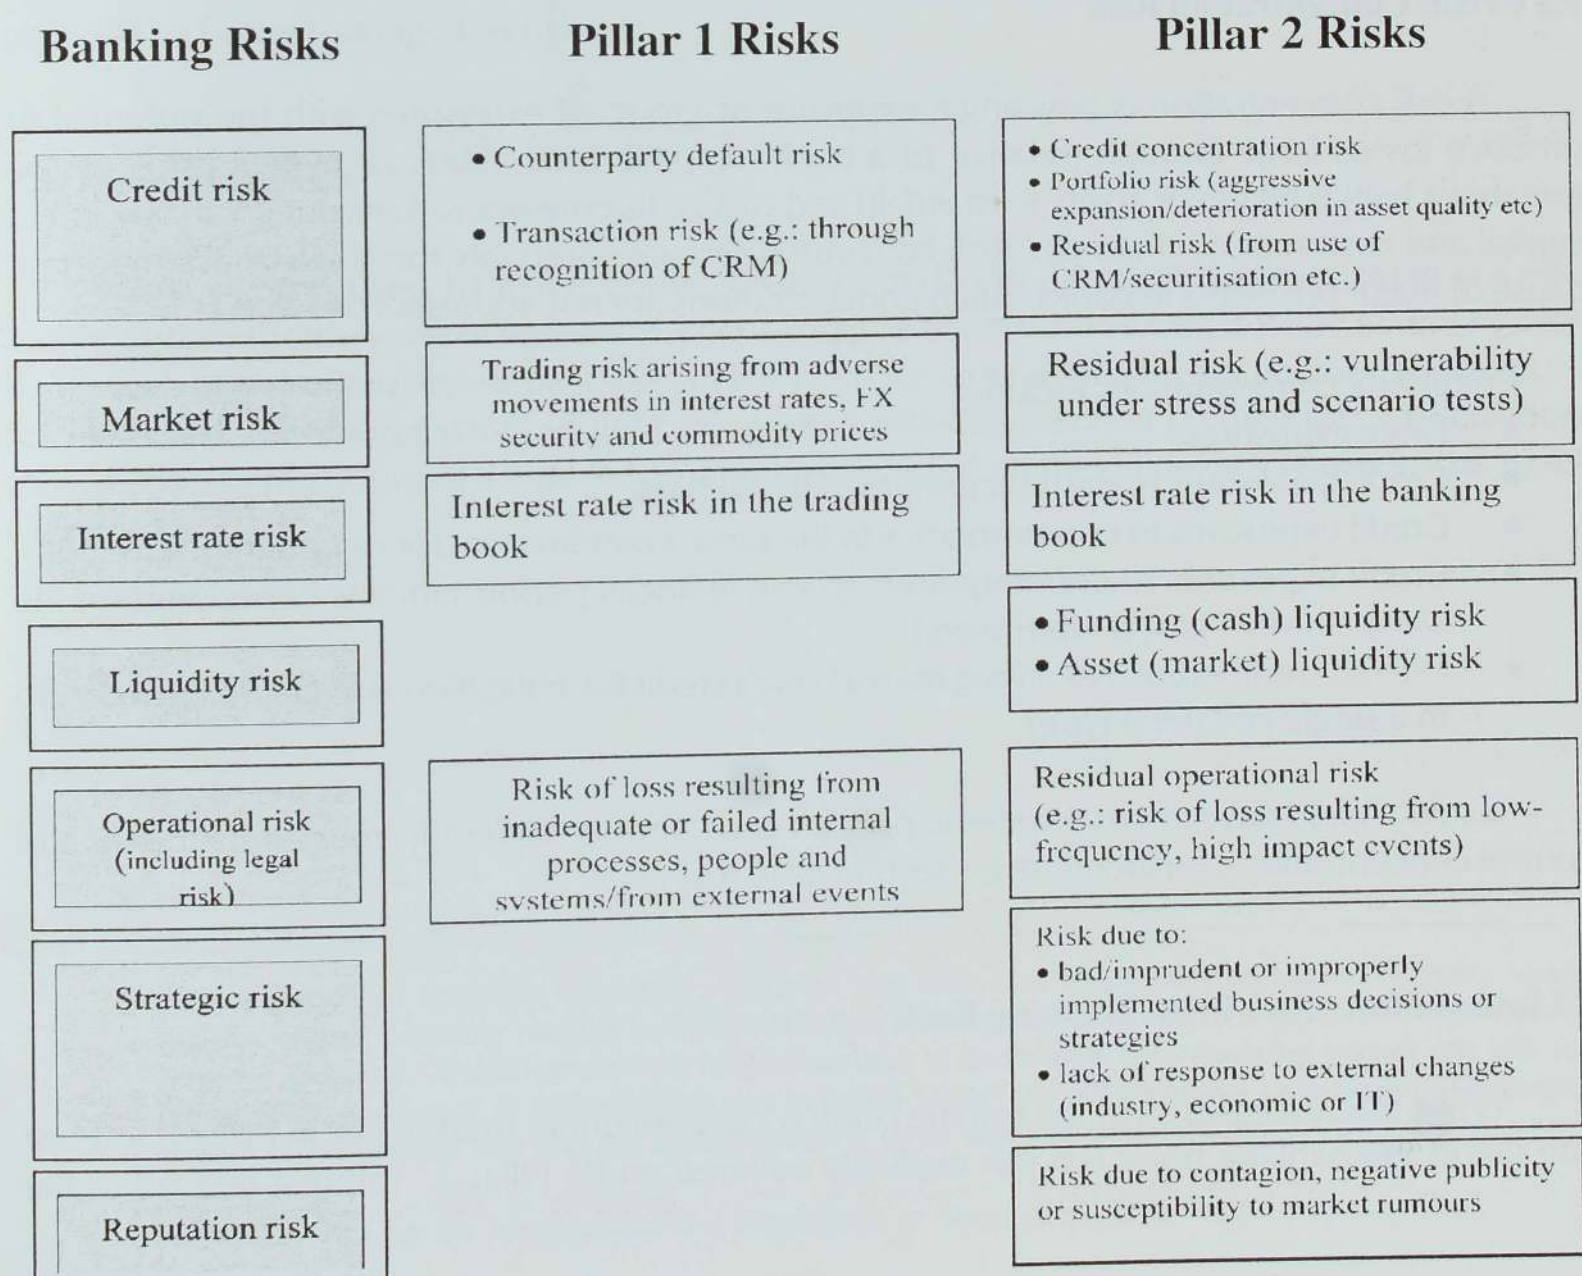 Banking Risks
Pillar 1 Risks
Pillar 2 Risks
Credit risk
• Counterparty default risk
• Transaction risk (e.g.: through
recognition of CRM)
• Credit concentration risk
• Portfolio risk (aggressive
expansion/deterioration in asset quality etc)
• Residual risk (from use of
CRM/securitisation etc.)
Market risk
Trading risk arising from adverse
movements in interest rates, FX
security and commodity prices
Residual risk (e.g.: vulnerability
under stress and scenario tests)
Interest rate risk
Interest rate risk in the trading
book
Interest rate risk in the banking
book
Liquidity risk
• Funding (cash) liquidity risk
• Asset (market) liquidity risk
Operational risk
(including legal
risk)
Risk of loss resulting from
inadequate or failed internal
processes, people and
systems/from external events
Residual operational risk
(e.g.: risk of loss resulting from low-
frequency, high impact events)
Strategic risk
Risk due to:
• bad/imprudent or improperly
implemented business decisions or
strategies
• lack of response to external changes
(industry, economic or IT)
Reputation risk
Risk due to contagion, negative publicity
or susceptibility to market rumours